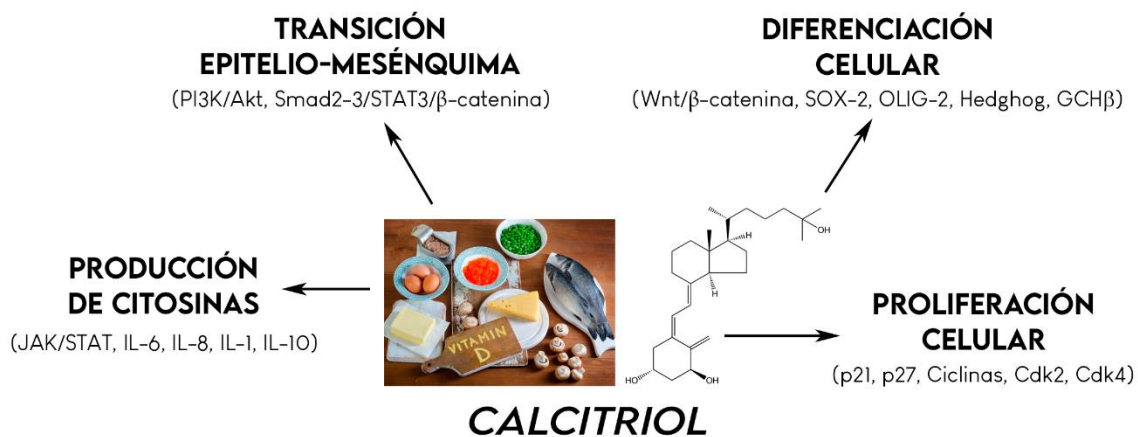 TRANSICIÓN
EPITELIO-MESÉNQUIMA
(PI3K/Akt, Smad2-3/STAT3/β-catenina)
DIFERENCIACIÓN
CELULAR
(Wnt/β-catenina, SOX-2, OLIG-2, Hedghog, GCHβ)
PRODUCCIÓN
DE CITOSINAS
(JAK/STAT, IL-6, IL-8, IL-1, IL-10)
VITAMIN
D
H
OH
H
HO
OH
PROLIFERACIÓN
CELULAR
(p21, p27, Ciclinas, Cdk2, Cdk4)
CALCITRIOL